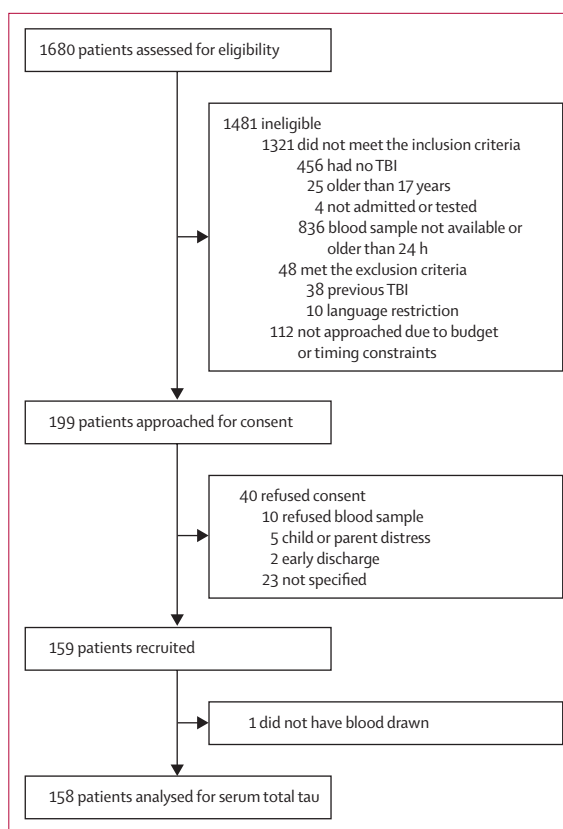 1680 patients assessed for eligibility
1481 ineligible
1321 did not meet the inclusion criteria
456 had no TBI
25 older than 17 years
4 not admitted or tested
836 blood sample not available or
older than 24 h
48 met the exclusion criteria
38 previous TBI
10 language restriction
112 not approached due to budget
or timing constraints
199 patients approached for consent
40 refused consent
10 refused blood sample
5 child or parent distress
2 early discharge
23 not specified
159 patients recruited
1 did not have blood drawn
158 patients analysed for serum total tau